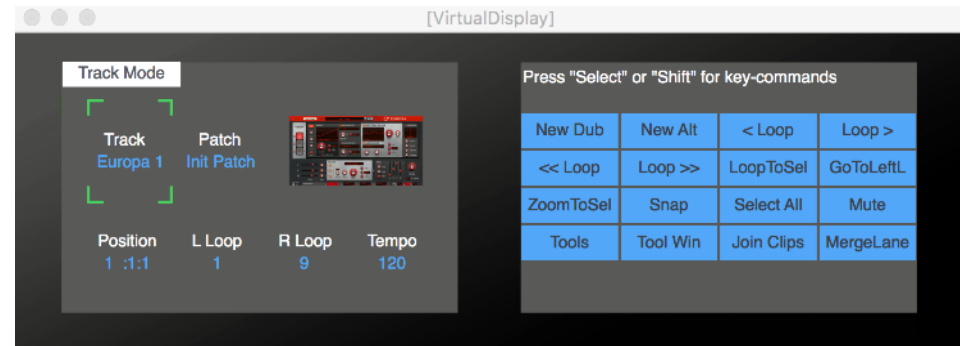 [VirtualDisplay]
Track Mode
Track Patch
Europa 1 Init Patch
Position L Loop R Loop Tempo
1 :1:1 1 9 120
Press "Select" or "Shift" for key-commands
New Dub New Alt < Loop Loop >
<< Loop Loop >> LoopToSel GoToLeftL
ZoomToSel Snap Select All Mute
Tools Tool Win Join Clips MergeLane